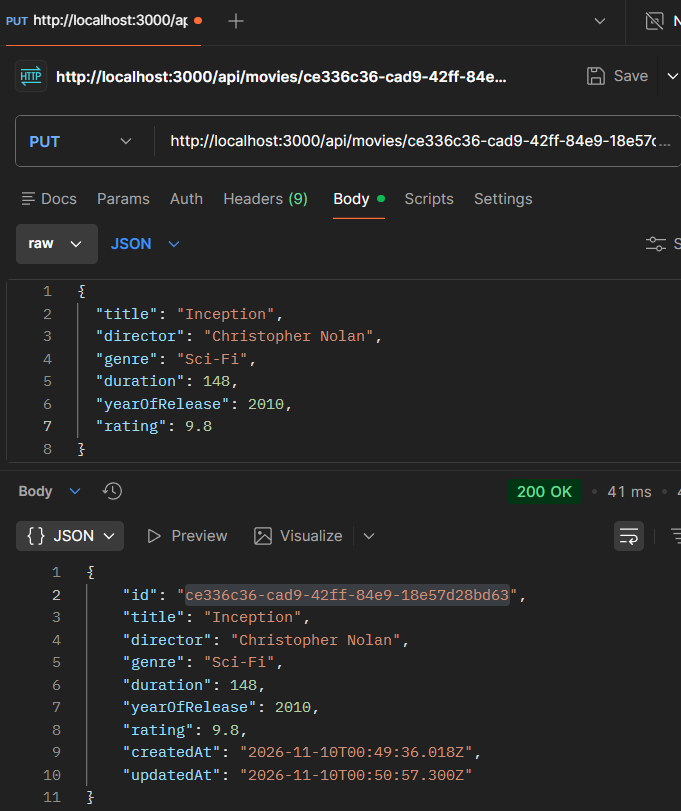 PUT http://localhost:3000/ap
HTTP http://localhost:3000/api/movies/ce336c36-cad9-42ff-84e... Save
PUT http://localhost:3000/api/movies/ce336c36-cad9-42ff-84e9-18e57c...
Docs Params Auth Headers (9) Body Scripts Settings
raw JSON
1 {
2 "title": "Inception",
3 "director": "Christopher Nolan",
4 "genre": "Sci-Fi",
5 "duration": 148,
6 "yearOfRelease": 2010,
7 "rating": 9.8
8 }
Body 200 OK • 41 ms •
{} JSON Preview Visualize
1 {
2 "id": "ce336c36-cad9-42ff-84e9-18e57d28bd63",
3 "title": "Inception",
4 "director": "Christopher Nolan",
5 "genre": "Sci-Fi",
6 "duration": 148,
7 "yearOfRelease": 2010,
8 "rating": 9.8,
9 "createdAt": "2026-11-10T00:49:36.018Z",
10 "updatedAt": "2026-11-10T00:50:57.300Z"
11 }